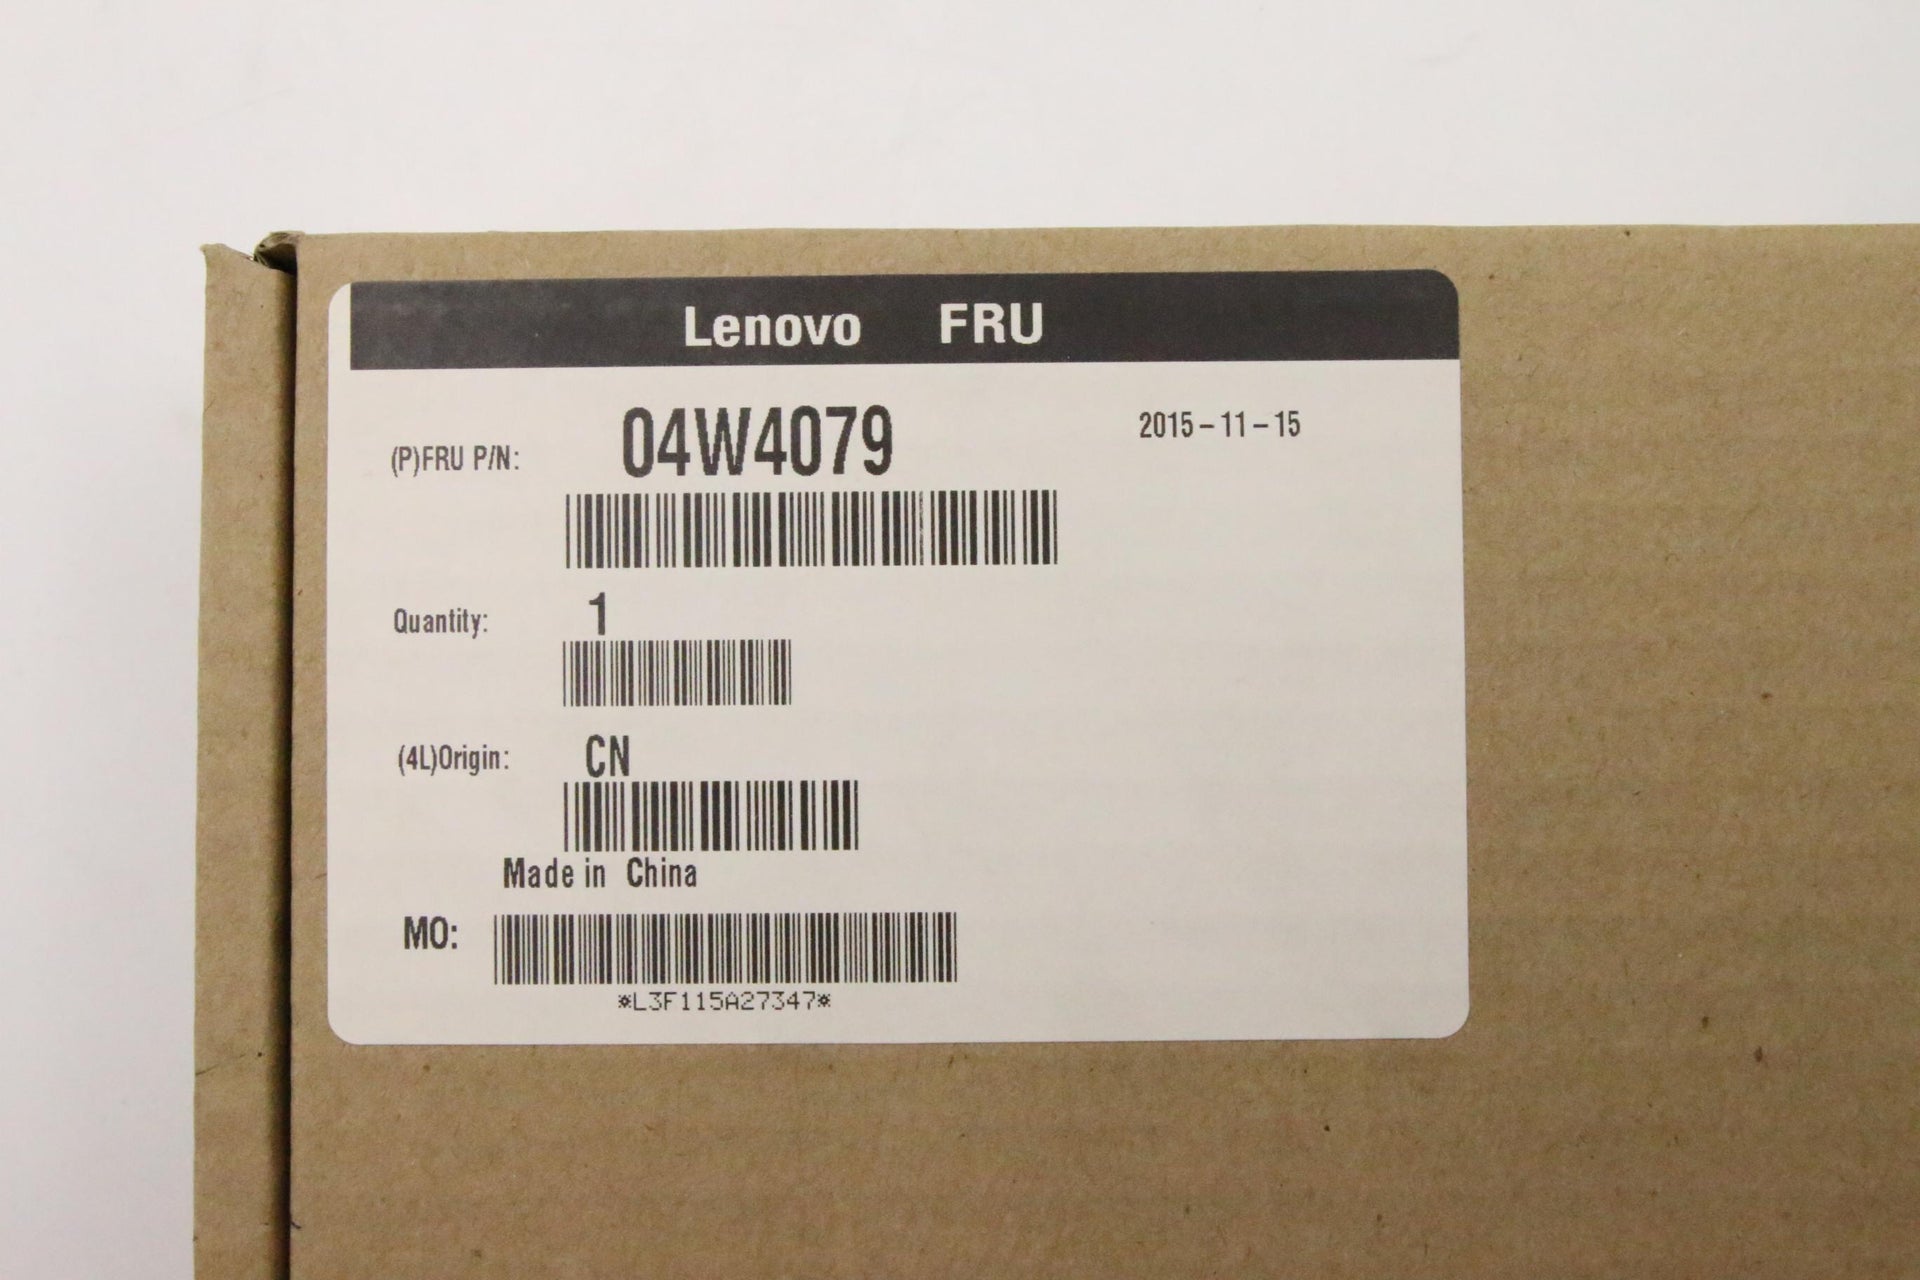 Lenovo FRU
(P)FRU P/N: 04W4079 2015-11-15
Quantity: 1
(4L)Origin: CN
Made in China
MO:
*L3F115A27347*